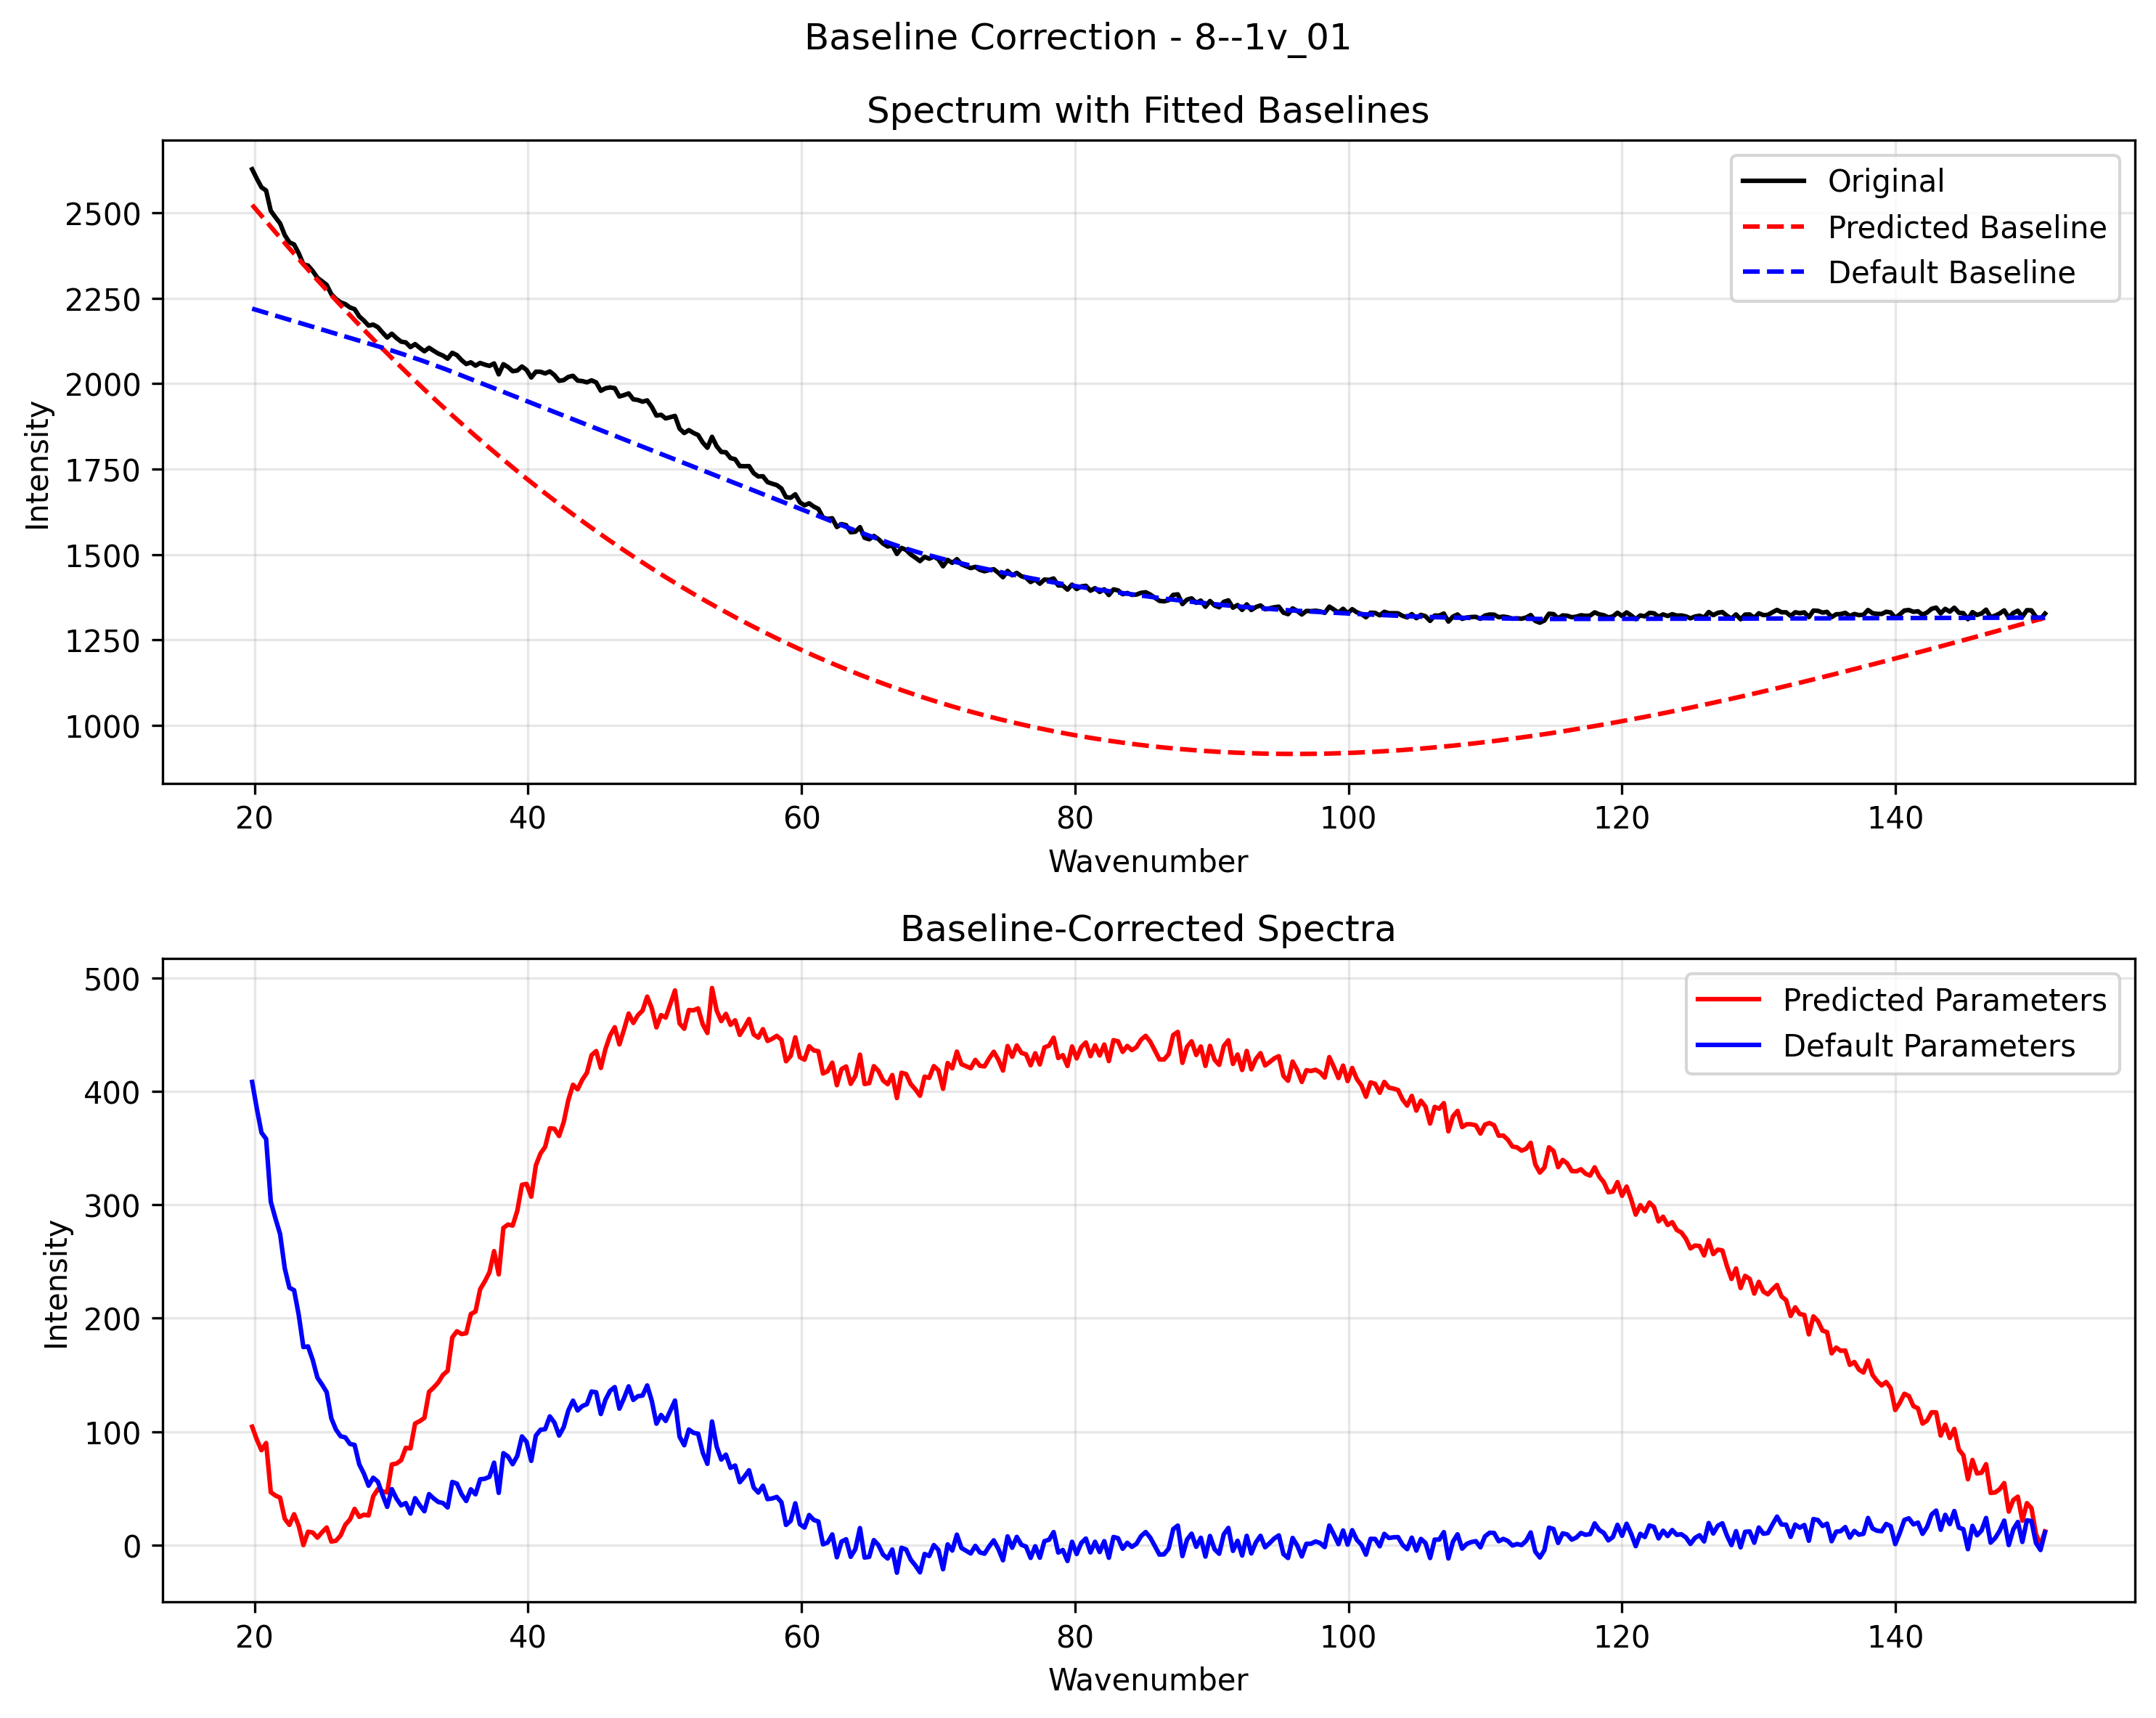 Baseline Correction - 8--1v_01
Spectrum with Fitted Baselines
Intensity
2500
2250
2000
1750
1500
1250
1000
Original
Predicted Baseline
Default Baseline
20 40 60 80 100 120 140
Wavenumber
Baseline-Corrected Spectra
Intensity
500
400
300
200
100
0
Predicted Parameters
Default Parameters
20 40 60 80 100 120 140
Wavenumber